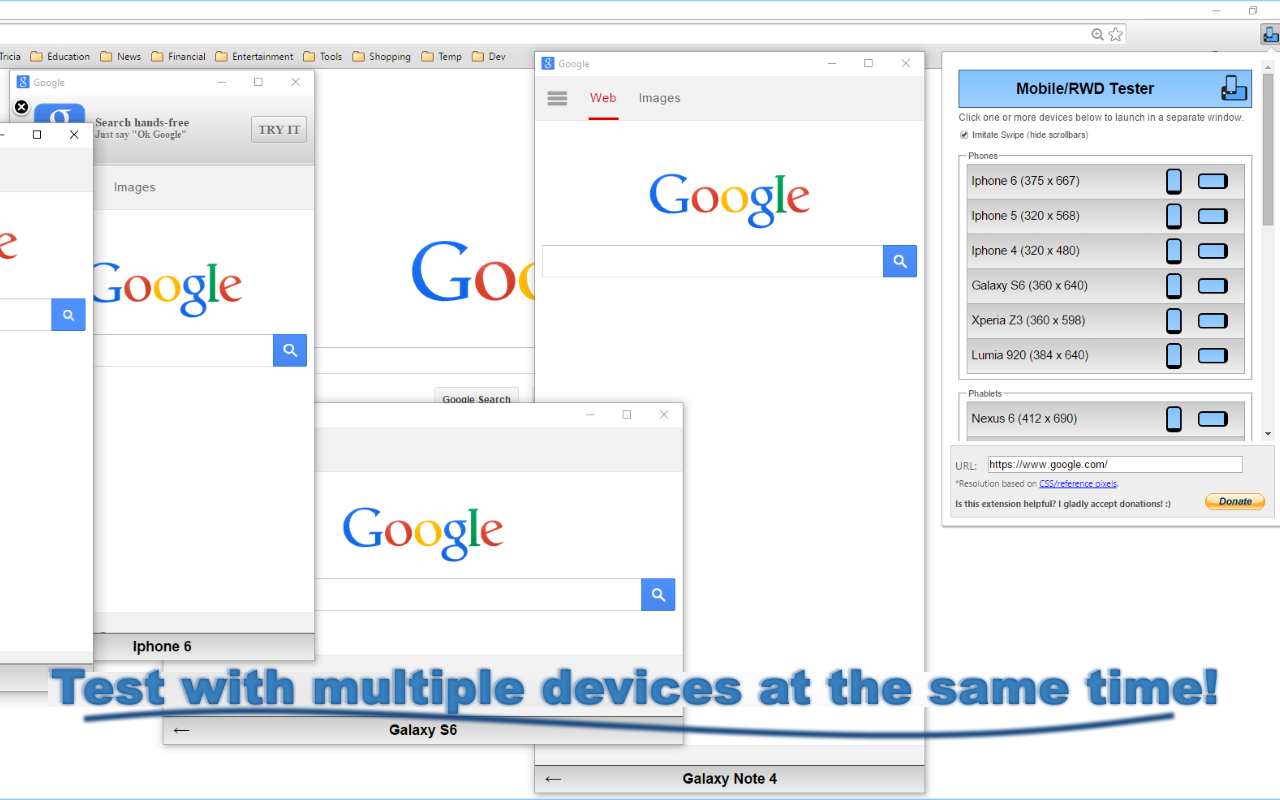 Tricia Education News Financial Entertainment Tools Shopping Temp Dev
Google
Search hands-free
Just say "Ok Google"
TRY IT
Images
Google
Iphone 6
Google Search
Google
Web Images
Google
Galaxy Note 4
Google
Galaxy S6
Mobile/RWD Tester
Click one or more devices below to launch in a separate window.
Imitate Swipe (hide scrollbars)
Phones
Iphone 6 (375 x 667)
Iphone 5 (320 x 568)
Iphone 4 (320 x 480)
Galaxy S6 (360 x 640)
Xperia Z3 (360 x 598)
Lumia 920 (384 x 640)
Phablets
Nexus 6 (412 x 690)
URL: https://www.google.com/
*Resolution based on CSS/reference pixels.
Is this extension helpful? I gladly accept donations! :)
Donate
Test with multiple devices at the same time!